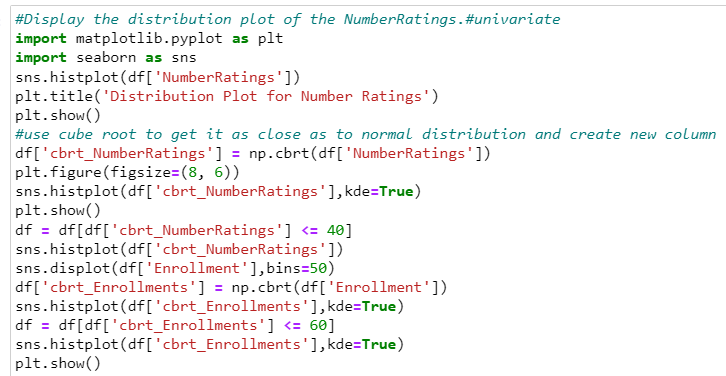 #Display the distribution plot of the NumberRatings.#univariate
import matplotlib.pyplot as plt
import seaborn as sns
sns.histplot(df['NumberRatings'])
plt.title('Distribution Plot for Number Ratings')
plt.show()
#use cube root to get it as close as to normal distribution and create new column
df['cbrt_NumberRatings'] = np.cbrt(df['NumberRatings'])
plt.figure(figsize=(8, 6))
sns.histplot(df['cbrt_NumberRatings'],kde=True)
plt.show()
df = df[df['cbrt_NumberRatings'] <= 40]
sns.histplot(df['cbrt_NumberRatings'])
sns.displot(df['Enrollment'],bins=50)
df['cbrt_Enrollments'] = np.cbrt(df['Enrollment'])
sns.histplot(df['cbrt_Enrollments'],kde=True)
df = df[df['cbrt_Enrollments'] <= 60]
sns.histplot(df['cbrt_Enrollments'],kde=True)
plt.show()